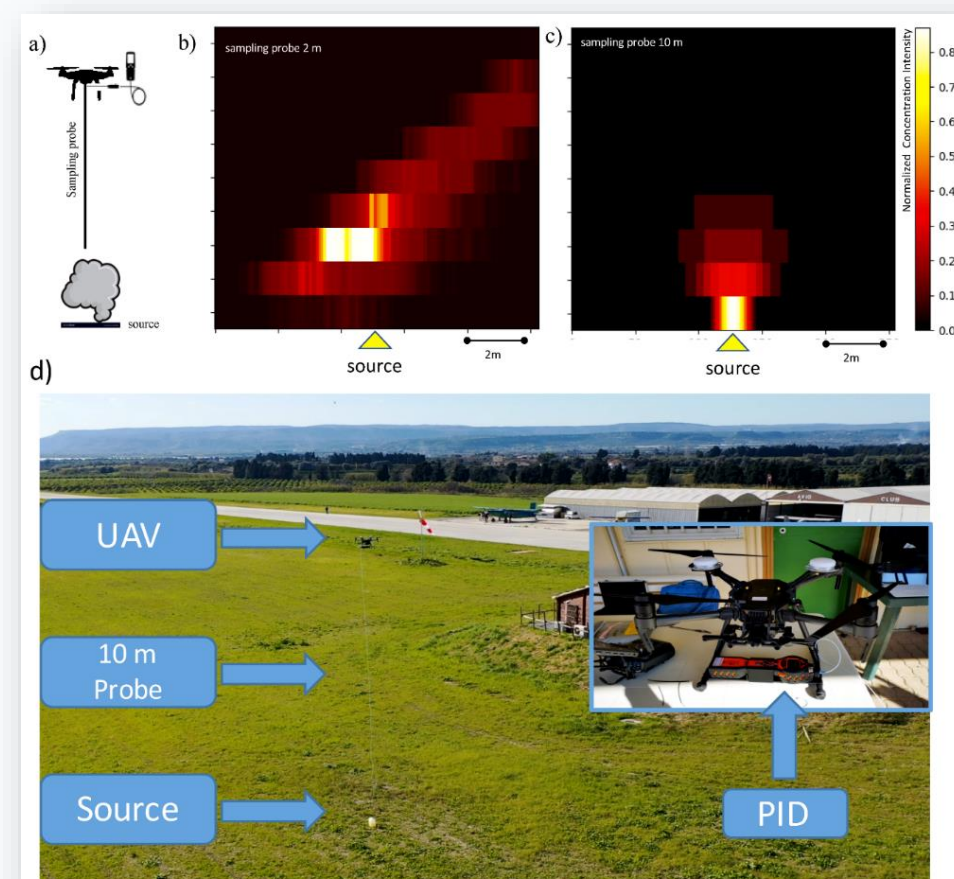 a)
Sampling probe
source
b)
sampling probe 2 m
source
2m
c)
sampling probe 10 m
source
2m
0.8
0.7
0.6
0.5
0.4
0.3
0.2
0.1
0.0
Normalized Concentration Intensity
d)
UAV
10 m
Probe
Source
PID
AERO CLUB